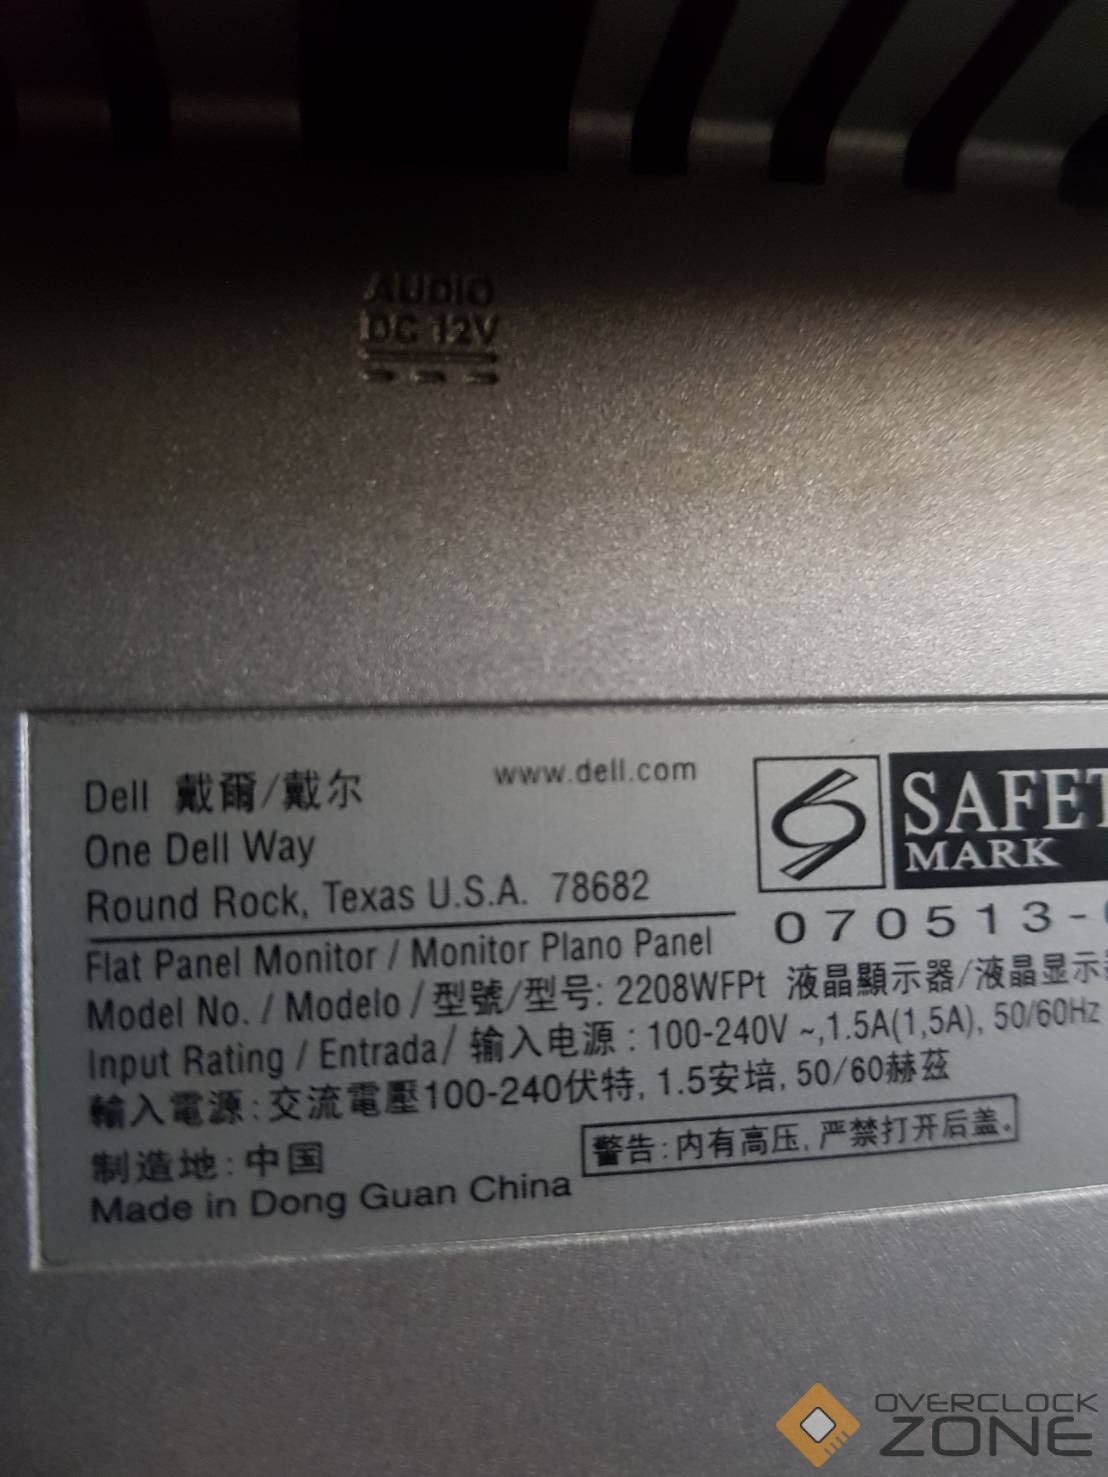 AUDIO
DC 12V
Dell 戴爾/戴尔
www.dell.com
One Dell Way
Round Rock, Texas U.S.A. 78682
SAFET
MARK
070513-
Flat Panel Monitor / Monitor Plano Panel
Model No. / Modelo / 型號/型号: 2208WFPt 液晶顯示器/液晶显示器
Input Rating / Entrada/ 输入电源 : 100-240V ~,1.5A(1,5A), 50/60Hz
輸入電源: 交流電壓100-240伏特, 1.5安培, 50/60赫茲
制造地: 中国
警告: 内有高压, 严禁打开后盖。
Made in Dong Guan China
OVERCLOCK
ZONE